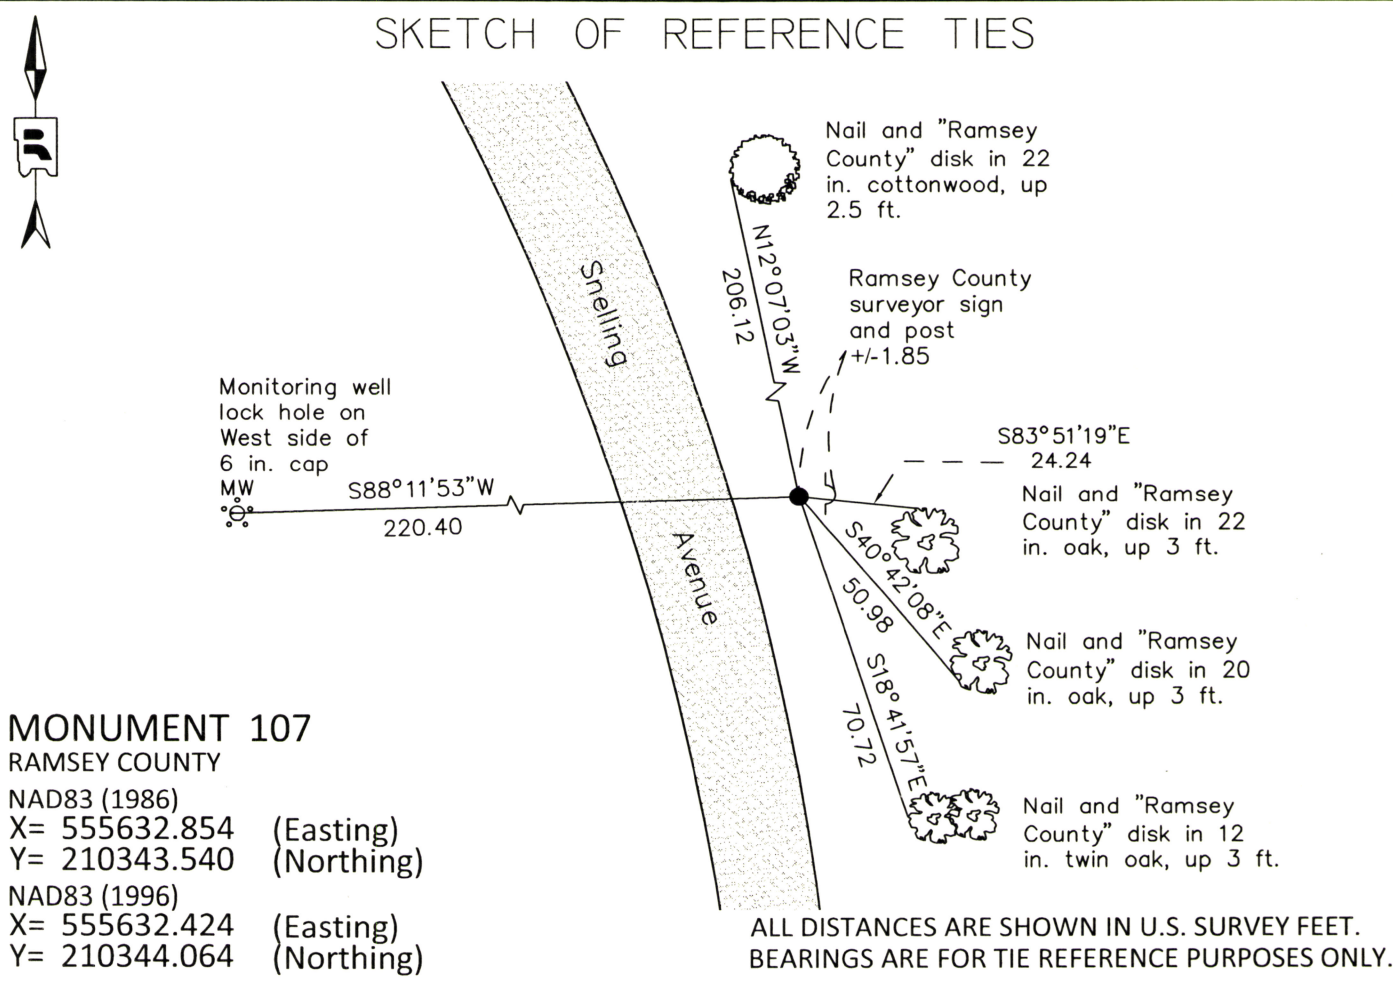 SKETCH OF REFERENCE TIES
R
Nail and "Ramsey
County" disk in 22
in. cottonwood, up
2.5 ft.
N12°07'03"W
206.12
Snelling
Ramsey County
surveyor sign
and post
+/-1.85
Monitoring well
lock hole on
West side of
6 in. cap
MW
S88°11'53"W
220.40
S83°51'19"E
24.24
Nail and "Ramsey
County" disk in 22
in. oak, up 3 ft.
Avenue
S40°42'08"E
50.98
Nail and "Ramsey
County" disk in 20
in. oak, up 3 ft.
S18°41'57"E
70.72
Nail and "Ramsey
County" disk in 12
in. twin oak, up 3 ft.
MONUMENT 107
RAMSEY COUNTY
NAD83 (1986)
X= 555632.854 (Easting)
Y= 210343.540 (Northing)
NAD83 (1996)
X= 555632.424 (Easting)
Y= 210344.064 (Northing)
ALL DISTANCES ARE SHOWN IN U.S. SURVEY FEET.
BEARINGS ARE FOR TIE REFERENCE PURPOSES ONLY.